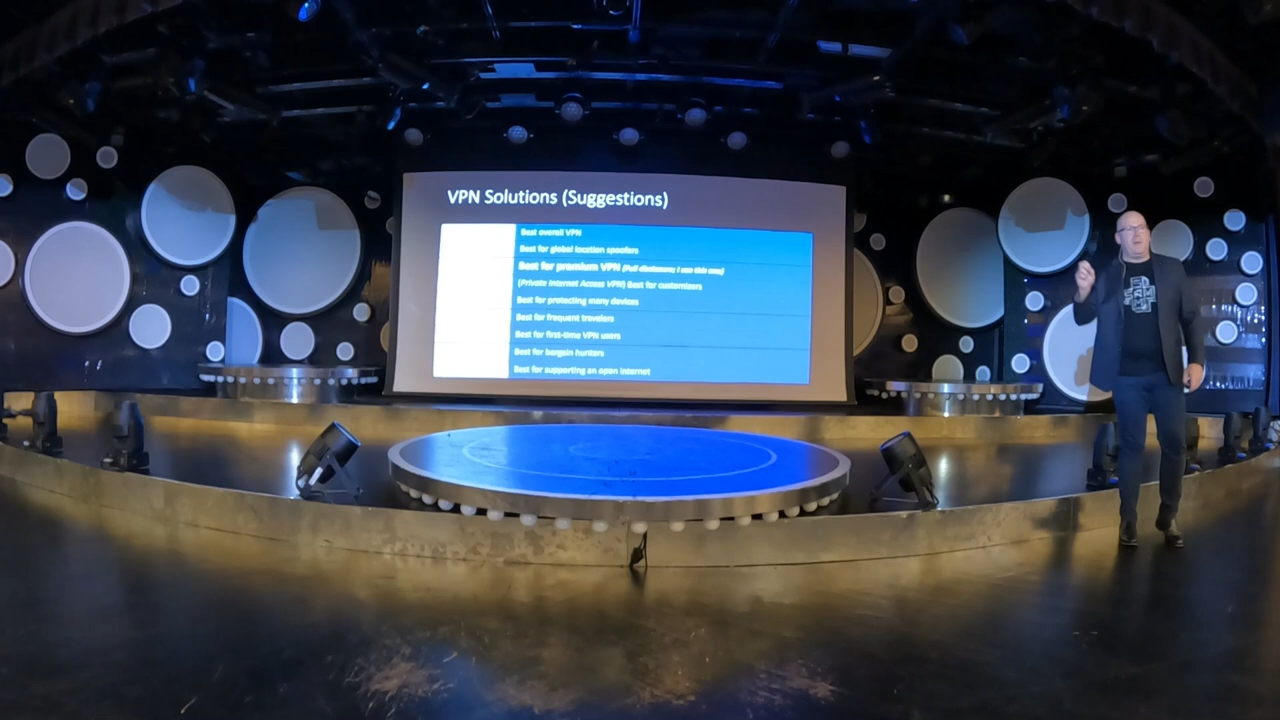 VPN Solutions (Suggestions)
Best overall VPN
Best for global location spoofers
Best for premium VPN (Full disclosure; I use this one)
(Private Internet Access VPN) Best for customizers
Best for protecting many devices
Best for frequent travelers
Best for first-time VPN users
Best for bargain hunters
Best for supporting an open internet